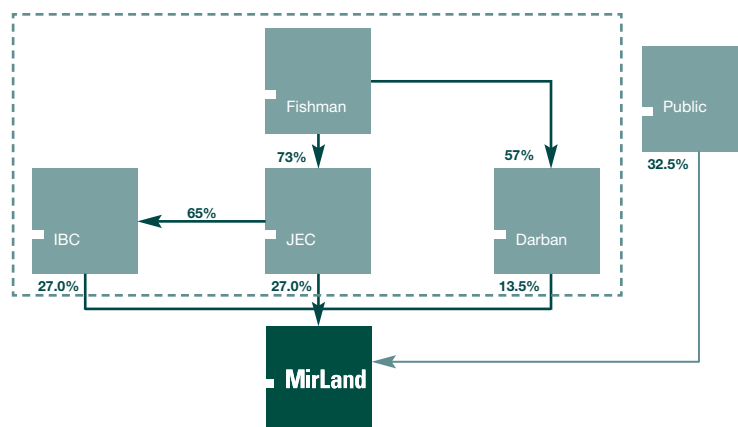 Fishman
Public
73%
57%
32.5%
65%
IBC
JEC
Darban
27.0%
27.0%
13.5%
MirLand